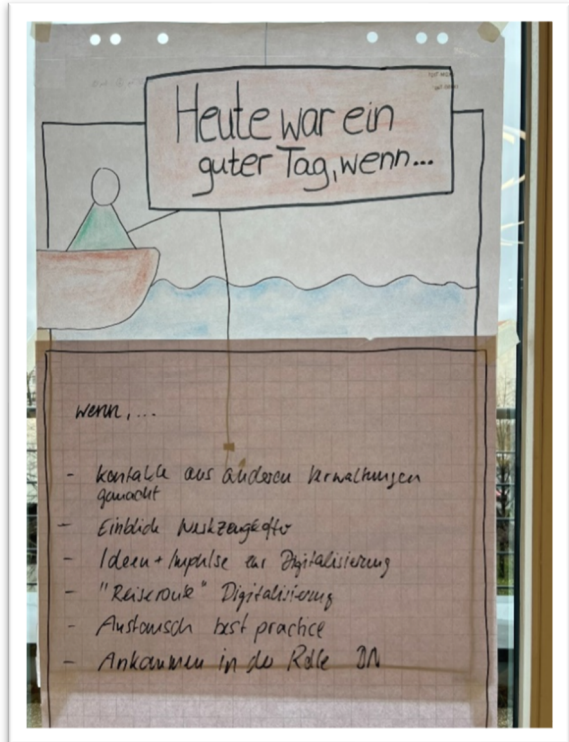 Heute war ein
guter Tag, wenn...
wenn, ...
- Kontakte aus anderen Verwaltungen
gemacht
- Einblick Werkzeugkoffer
- Ideen + Impulse zur Digitalisierung
- "Reiseroute" Digitalisierung
- Austausch best practice
- Ankommen in der Rolle